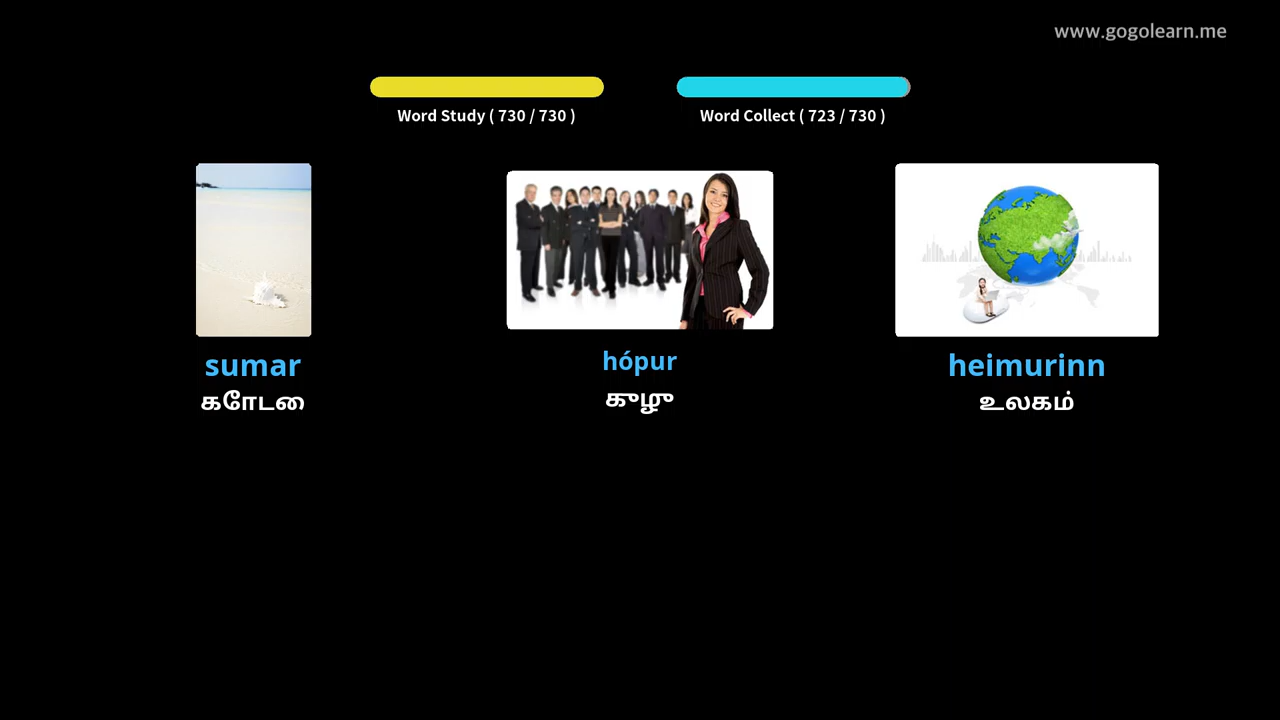 www.gogolearn.me
Word Study ( 730 / 730 )
Word Collect ( 723 / 730 )
sumar
hópur
heimurinn
கோடை
குழு
உலகம்